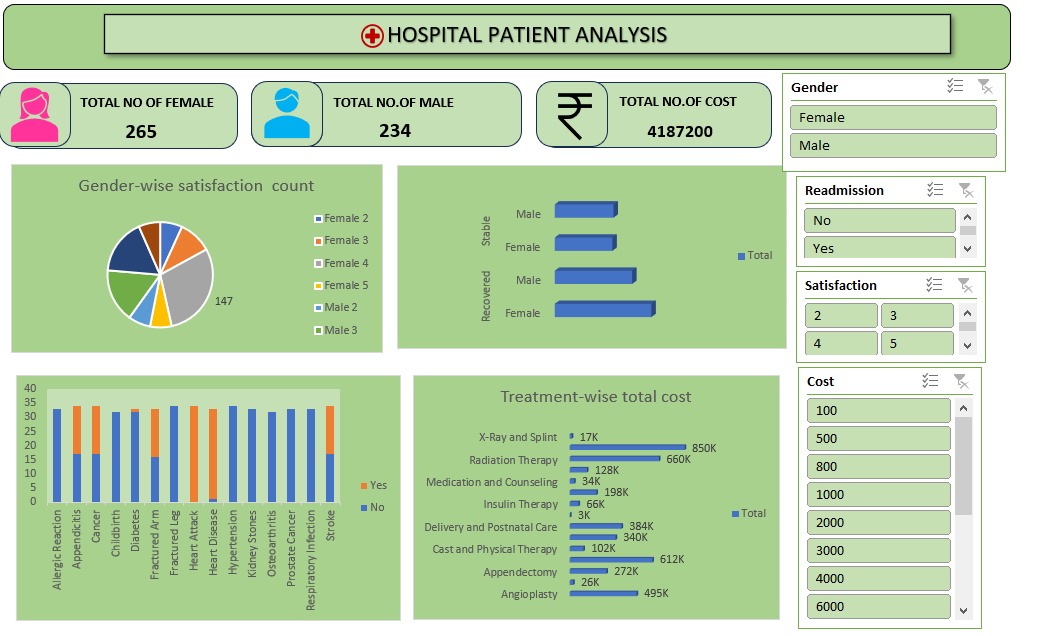 HOSPITAL PATIENT ANALYSIS
TOTAL NO OF FEMALE
265
TOTAL NO.OF MALE
234
TOTAL NO.OF COST
4187200
₹
Gender
Female
Male
Readmission
No
Yes
Satisfaction
2 3
4 5
Cost
100
500
800
1000
2000
3000
4000
6000
Gender-wise satisfaction count
147
Female 2
Female 3
Female 4
Female 5
Male 2
Male 3
Stable
Recovered
Male
Female
Male
Female
Total
40
35
30
25
20
15
10
5
0
Allergic Reaction
Appendicitis
Cancer
Childbirth
Diabetes
Fractured Arm
Fractured Leg
Heart Attack
Heart Disease
Hypertension
Kidney Stones
Osteoarthritis
Prostate Cancer
Respiratory Infection
Stroke
Yes
No
Treatment-wise total cost
X-Ray and Splint 17K
850K
Radiation Therapy 660K
128K
Medication and Counseling 34K
198K
Insulin Therapy 66K
3K
Delivery and Postnatal Care 384K
340K
Cast and Physical Therapy 102K
612K
Appendectomy 272K
26K
Angioplasty 495K
Total